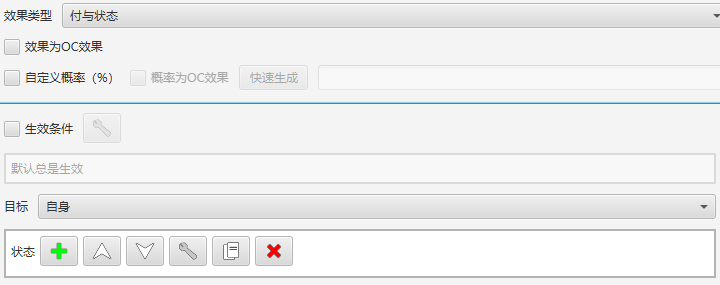 效果类型 付与状态
效果为OC效果
自定义概率（%） 概率为OC效果 快速生成
生效条件
默认总是生效
目标 自身
状态